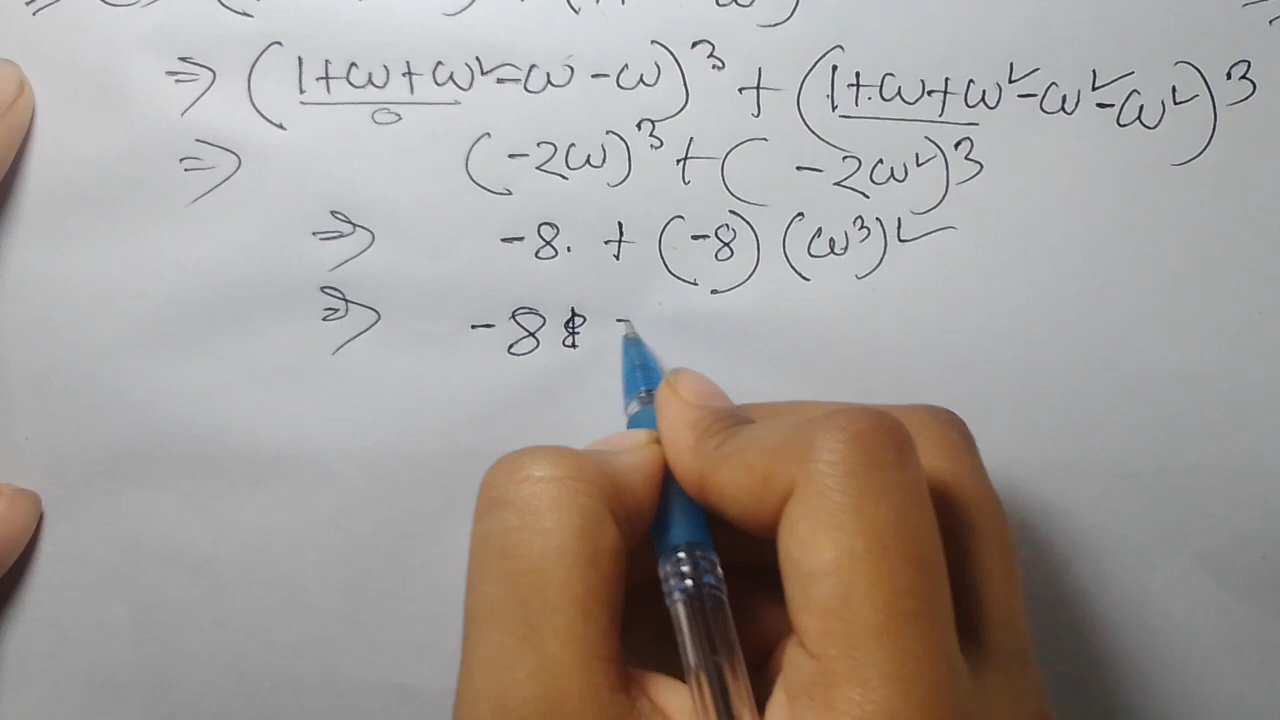 ⇒ (1+ω+ω²-ω-ω)³ + (1+ω+ω²-ω²-ω²)³
0
⇒ (-2ω)³ + (-2ω²)³
⇒ -8. + (-8) (ω³)²
⇒ -8 -